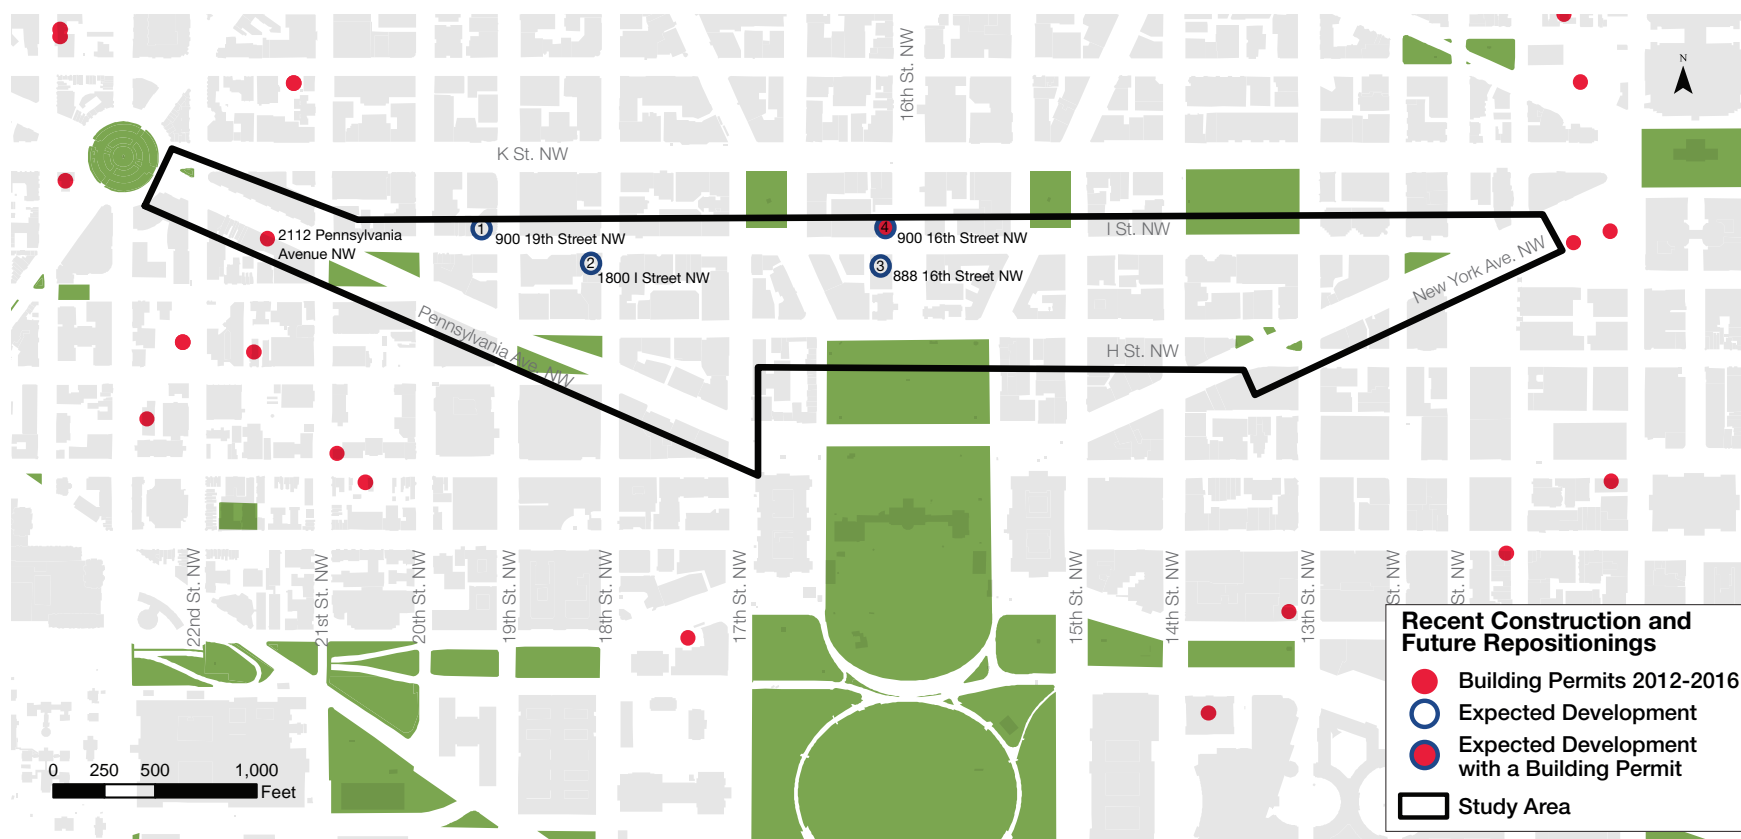 16th St. NW
N
K St. NW
1
900 19th Street NW
2112 Pennsylvania
Avenue NW
2
1800 I Street NW
4
900 16th Street NW
3
888 16th Street NW
I St. NW
New York Ave. NW
Pennsylvania Ave. NW
H St. NW
22nd St. NW
21st St. NW
20th St. NW
19th St. NW
18th St. NW
17th St. NW
15th St. NW
14th St. NW
13th St. NW
St. NW
St. NW
Recent Construction and
Future Repositionings
Building Permits 2012-2016
Expected Development
Expected Development
with a Building Permit
Study Area
0 250 500 1,000
Feet